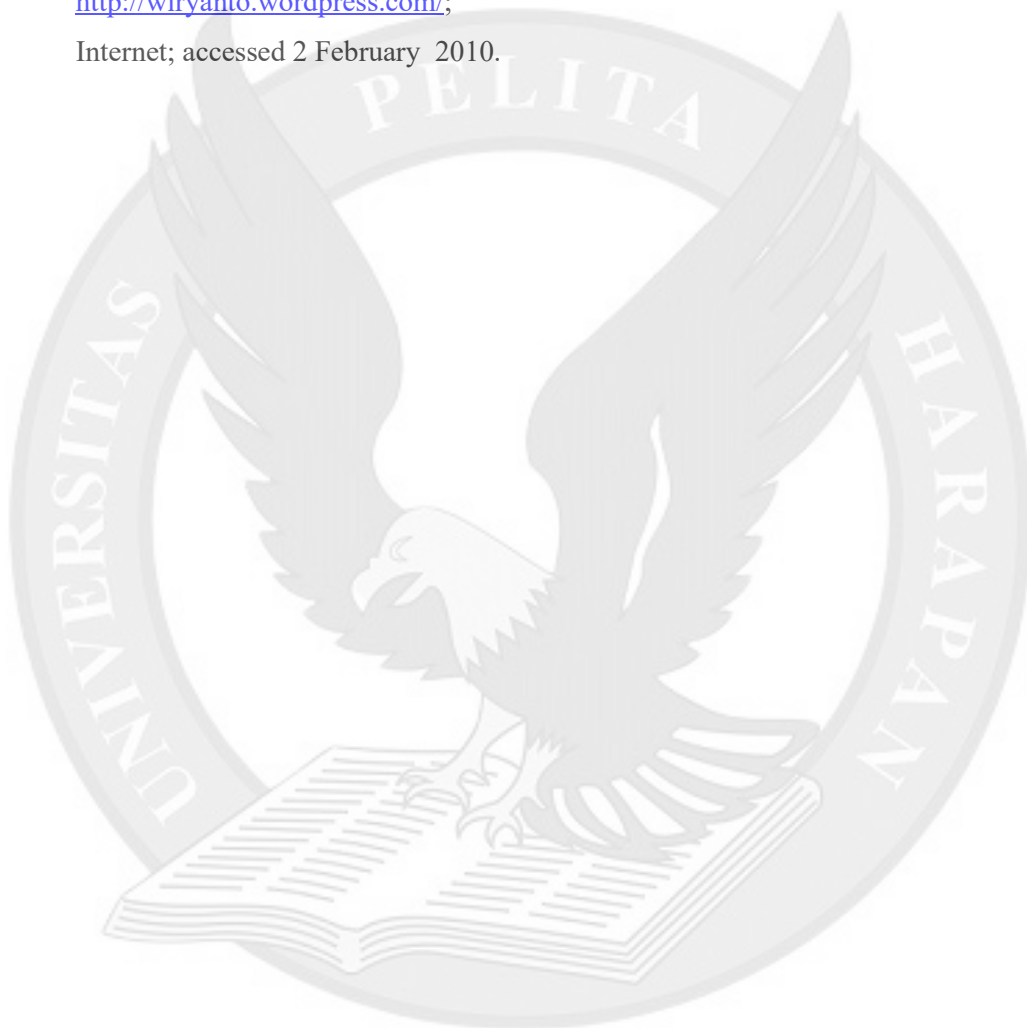 http://wiryanto.wordpress.com/;
Internet; accessed 2 February 2010.
UNIVERSITAS PELITA HARAPAN